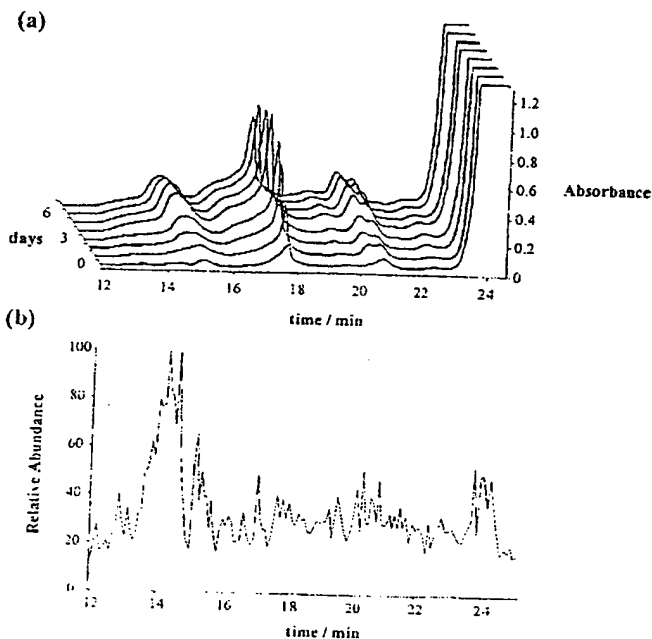 (a)
1.2
1.0
0.8
0.6
0.4
0.2
0
Absorbance
6
days 3
0
12 14 16 18 20 22 24
time / min
(b)
100
80
60
40
20
0
Relative Abundance
12 14 16 18 20 22 24
time / min